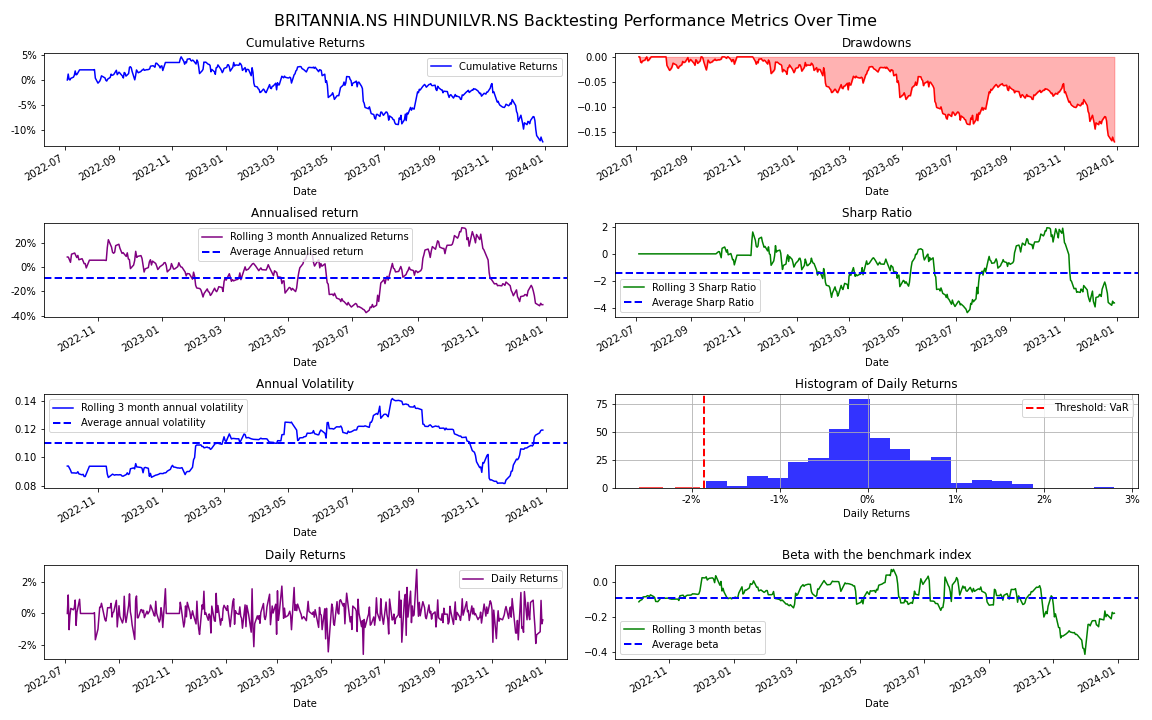 BRITANNIA.NS HINDUNILVR.NS Backtesting Performance Metrics Over Time
Cumulative Returns
5%
0%
-5%
-10%
Cumulative Returns
2022-07 2022-09 2022-11 2023-01 2023-03 2023-05 2023-07 2023-09 2023-11 2024-01
Date
Drawdowns
0.00
−0.05
−0.10
−0.15
2022-07 2022-09 2022-11 2023-01 2023-03 2023-05 2023-07 2023-09 2023-11 2024-01
Date
Annualised return
20%
0%
-20%
-40%
Rolling 3 month Annualized Returns
Average Annualised return
2022-11 2023-01 2023-03 2023-05 2023-07 2023-09 2023-11 2024-01
Date
Sharp Ratio
2
0
−2
−4
Rolling 3 Sharp Ratio
Average Sharp Ratio
2022-07 2022-09 2022-11 2023-01 2023-03 2023-05 2023-07 2023-09 2023-11 2024-01
Date
Annual Volatility
0.14
0.12
0.10
0.08
Rolling 3 month annual volatility
Average annual volatility
2022-11 2023-01 2023-03 2023-05 2023-07 2023-09 2023-11 2024-01
Date
Histogram of Daily Returns
75
50
25
0
Threshold: VaR
-2% -1% 0% 1% 2% 3%
Daily Returns
Daily Returns
2%
0%
-2%
Daily Returns
2022-07 2022-09 2022-11 2023-01 2023-03 2023-05 2023-07 2023-09 2023-11 2024-01
Date
Beta with the benchmark index
0.0
−0.2
−0.4
Rolling 3 month betas
Average beta
2022-11 2023-01 2023-03 2023-05 2023-07 2023-09 2023-11 2024-01
Date